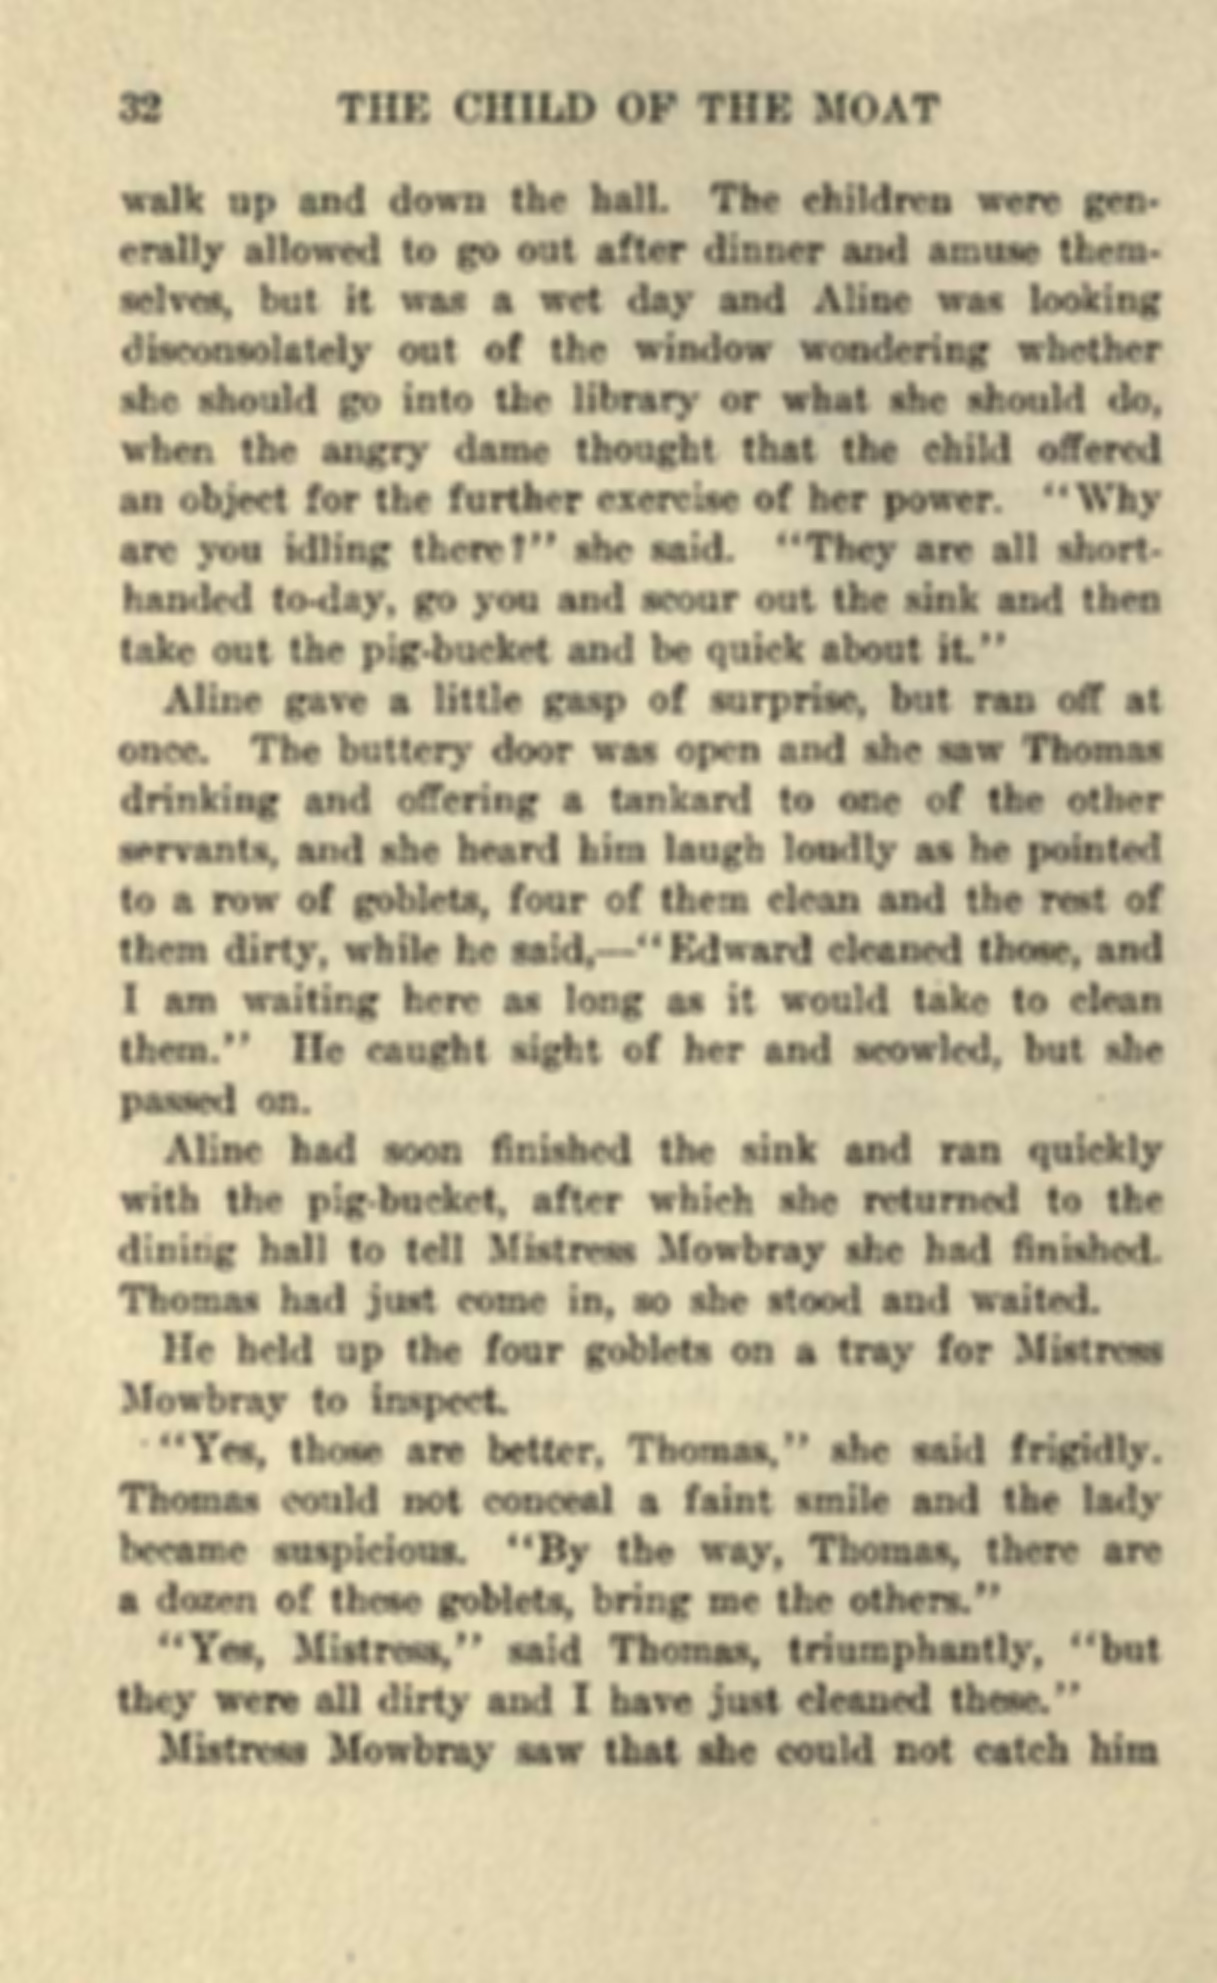 32 THE CHILD OF THE MOAT
walk up and down the hall. The children were gen-
erally allowed to go out after dinner and amuse them-
selves, but it was a wet day and Aline was looking
disconsolately out of the window wondering whether
she should go into the library or what she should do,
when the angry dame thought that the child offered
an object for the further exercise of her power. "Why
are you idling there?" she said. "They are all short-
handed to-day, go you and scour out the sink and then
take out the pig-bucket and be quick about it."
Aline gave a little gasp of surprise, but ran off at
once. The buttery door was open and she saw Thomas
drinking and offering a tankard to one of the other
servants, and she heard him laugh loudly as he pointed
to a row of goblets, four of them clean and the rest of
them dirty, while he said,—"Edward cleaned those, and
I am waiting here as long as it would take to clean
them." He caught sight of her and scowled, but she
passed on.
Aline had soon finished the sink and ran quickly
with the pig-bucket, after which she returned to the
dining hall to tell Mistress Mowbray she had finished.
Thomas had just come in, so she stood and waited.
He held up the four goblets on a tray for Mistress
Mowbray to inspect.
"Yes, those are better, Thomas," she said frigidly.
Thomas could not conceal a faint smile and the lady
became suspicious. "By the way, Thomas, there are
a dozen of these goblets, bring me the others."
"Yes, Mistress," said Thomas, triumphantly, "but
they were all dirty and I have just cleaned these."
Mistress Mowbray saw that she could not catch him